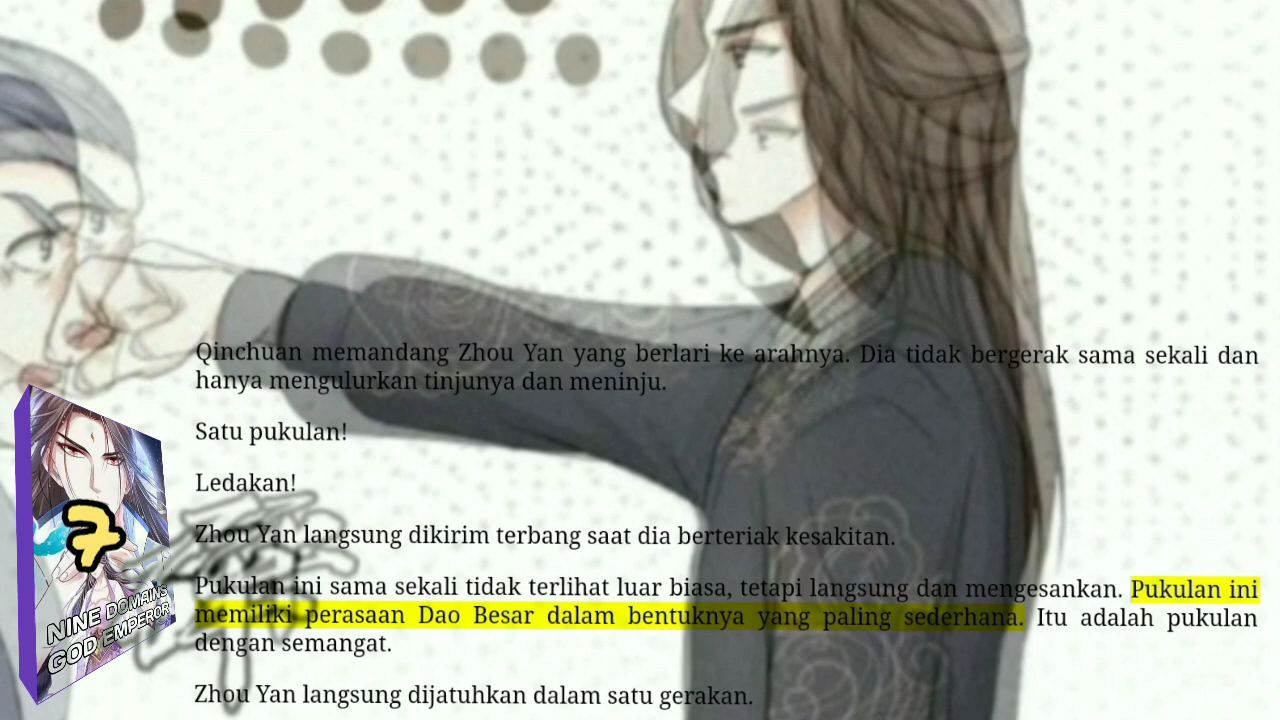 Qinchuan memandang Zhou Yan yang berlari ke arahnya. Dia tidak bergerak sama sekali dan
hanya mengulurkan tinjunya dan meninju.
Satu pukulan!
Ledakan!
Zhou Yan langsung dikirim terbang saat dia berteriak kesakitan.
Pukulan ini sama sekali tidak terlihat luar biasa, tetapi langsung dan mengesankan. Pukulan ini
memiliki perasaan Dao Besar dalam bentuknya yang paling sederhana. Itu adalah pukulan
dengan semangat.
Zhou Yan langsung dijatuhkan dalam satu gerakan.
7
NINE DOMAINS
GOD EMPEROR